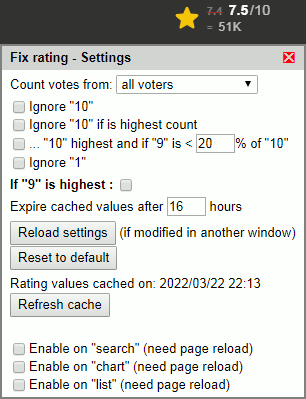 7.4 7.5/10
= 51K
Fix rating - Settings
Count votes from: all voters
Ignore "10"
Ignore "10" if is highest count
... "10" highest and if "9" is < 20 % of "10"
Ignore "1"
If "9" is highest :
Expire cached values after 16 hours
Reload settings (if modified in another window)
Reset to default
Rating values cached on: 2022/03/22 22:13
Refresh cache
Enable on "search" (need page reload)
Enable on "chart" (need page reload)
Enable on "list" (need page reload)